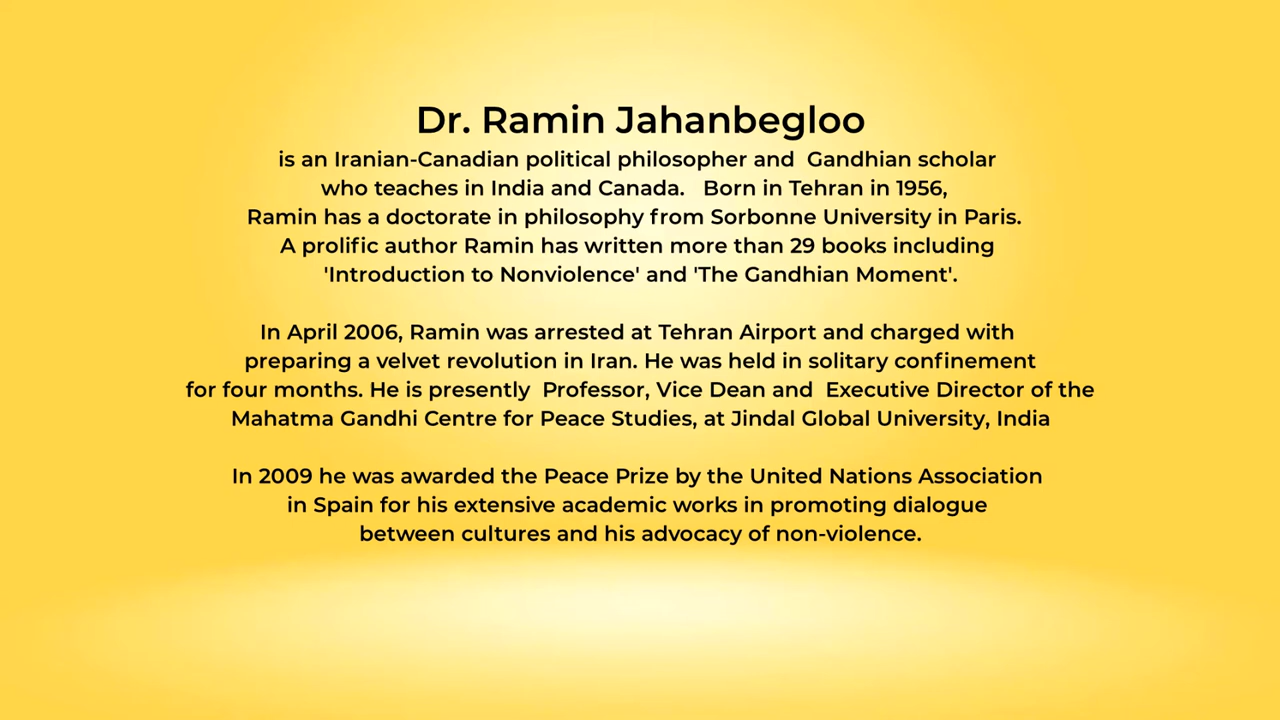 Dr. Ramin Jahanbegloo
is an Iranian-Canadian political philosopher and  Gandhian scholar
who teaches in India and Canada.   Born in Tehran in 1956,
Ramin has a doctorate in philosophy from Sorbonne University in Paris.
A prolific author Ramin has written more than 29 books including
'Introduction to Nonviolence' and 'The Gandhian Moment'.
In April 2006, Ramin was arrested at Tehran Airport and charged with
preparing a velvet revolution in Iran. He was held in solitary confinement
for four months. He is presently  Professor, Vice Dean and  Executive Director of the
Mahatma Gandhi Centre for Peace Studies, at Jindal Global University, India
In 2009 he was awarded the Peace Prize by the United Nations Association
in Spain for his extensive academic works in promoting dialogue
between cultures and his advocacy of non-violence.